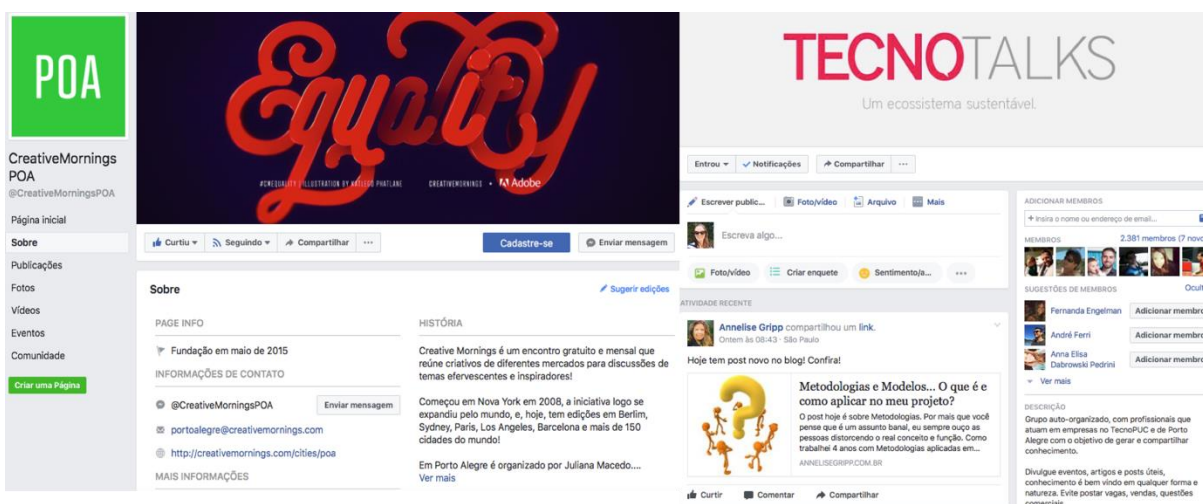 POA
CreativeMornings
POA
@CreativeMorningsPOA
Página inicial
Sobre
Publicações
Fotos
Vídeos
Eventos
Comunidade
Criar uma Página
Equality
#CMEQUALITY | ILLUSTRATION BY KATLEGO PHATLANE
CREATIVEMORNINGS + Adobe
Curtiu
Seguindo
Compartilhar
Cadastre-se
Enviar mensagem
Sobre
Sugerir edições
PAGE INFO
Fundação em maio de 2015
INFORMAÇÕES DE CONTATO
@CreativeMorningsPOA
Enviar mensagem
portoalegre@creativemornings.com
http://creativemornings.com/cities/poa
MAIS INFORMAÇÕES
HISTÓRIA
Creative Mornings é um encontro gratuito e mensal que
reúne criativos de diferentes mercados para discussões de
temas efervescentes e inspiradores!
Começou em Nova York em 2008, a iniciativa logo se
expandiu pelo mundo, e, hoje, tem edições em Berlim,
Sydney, Paris, Los Angeles, Barcelona e mais de 150
cidades do mundo!
Em Porto Alegre é organizado por Juliana Macedo....
Ver mais
TECNOTALKS
Um ecossistema sustentável.
Entrou
Notificações
Compartilhar
Escrever public...
Foto/vídeo
Arquivo
Mais
Escreva algo...
Foto/vídeo
Criar enquete
Sentimento/a...
ATIVIDADE RECENTE
Annelise Gripp compartilhou um link.
Ontem às 08:43 · São Paulo
Hoje tem post novo no blog! Confira!
Metodologias e Modelos... O que é e
como aplicar no meu projeto?
O post hoje é sobre Metodologias. Por mais que você
pense que é um assunto banal, eu sempre ouço as
pessoas distorcendo o real conceito e função. Como
trabalhei 4 anos com Metodologias aplicadas em...
ANNELISEGRIPP.COM.BR
Curtir
Comentar
Compartilhar
ADICIONAR MEMBROS
+ Insira o nome ou endereço de email...
MEMBROS
2.381 membros (7 novo
SUGESTÕES DE MEMBROS
Ocult
Fernanda Engelman
Adicionar membro
André Ferri
Adicionar membro
Anna Elisa
Dabrowski Pedrini
Adicionar membro
Ver mais
DESCRIÇÃO
Grupo auto-organizado, com profissionais que
atuam em empresas no TecnoPUC e de Porto
Alegre com o objetivo de gerar e compartilhar
conhecimento.
Divulgue eventos, artigos e posts úteis,
conhecimento é bem vindo em qualquer forma e
natureza. Evite postar vagas, vendas, questões
comerciais